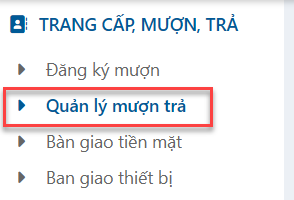 TRANG CẤP, MƯỢN, TRẢ
Đăng ký mượn
Quản lý mượn trả
Bàn giao tiền mặt
Ban giao thiết bị